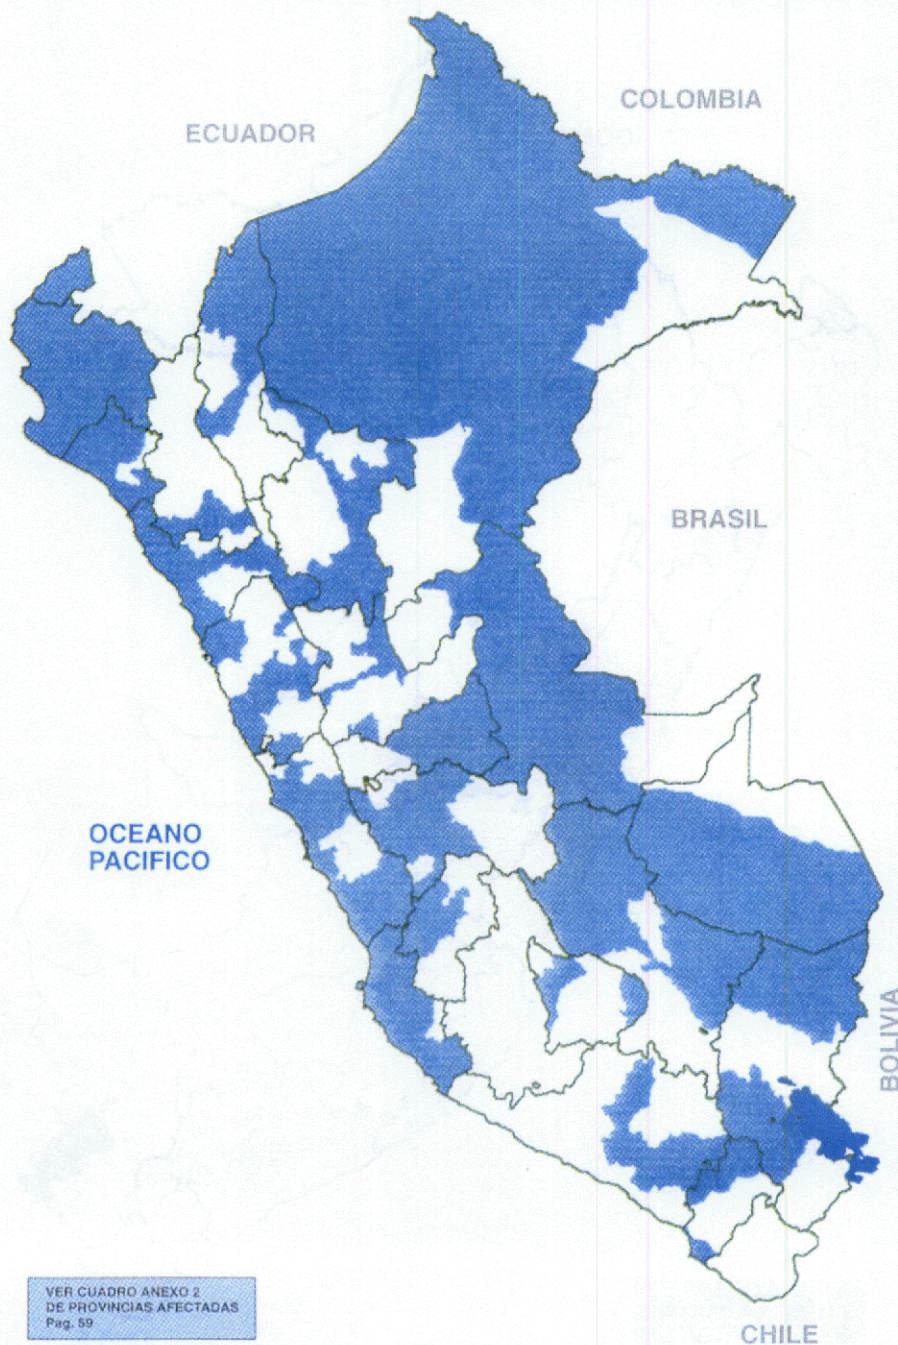 COLOMBIA
ECUADOR
BRASIL
OCEANO
PACIFICO
BOLIVIA
VER CUADRO ANEXO 2
DE PROVINCIAS AFECTADAS
Pag. 59
CHILE